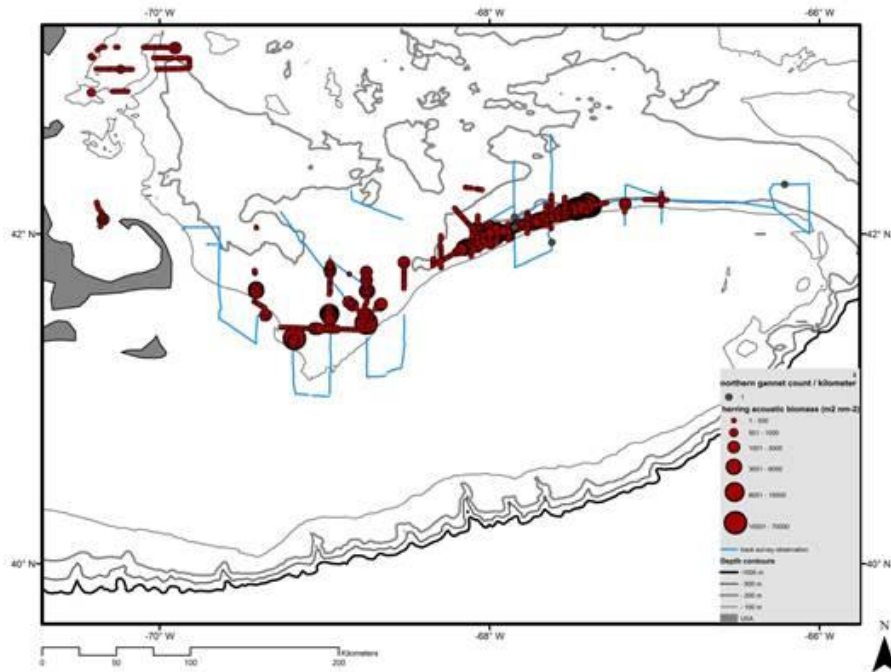 -70° W
-68° W
-66° W
42° N
42° N
northern gannet count / kilometer
1
herring acoustic biomass (m2 nm-2)
1 - 500
501 - 1000
1001 - 3000
3001 - 6000
6001 - 10000
10001 - 70000
track survey observation
Depth contours
-1000 m
- 300 m
- 200 m
- 100 m
USA
40° N
40° N
-70° W
-68° W
-66° W
N
Kilometers
0
50
100
200